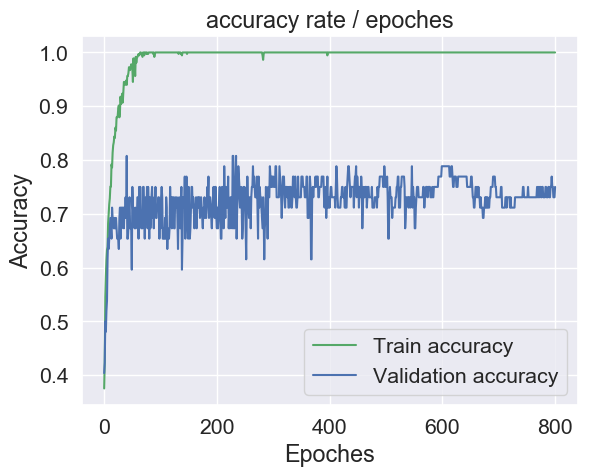 accuracy rate / epoches
Accuracy
1.0
0.9
0.8
0.7
0.6
0.5
0.4
Train accuracy
Validation accuracy
0 200 400 600 800
Epoches